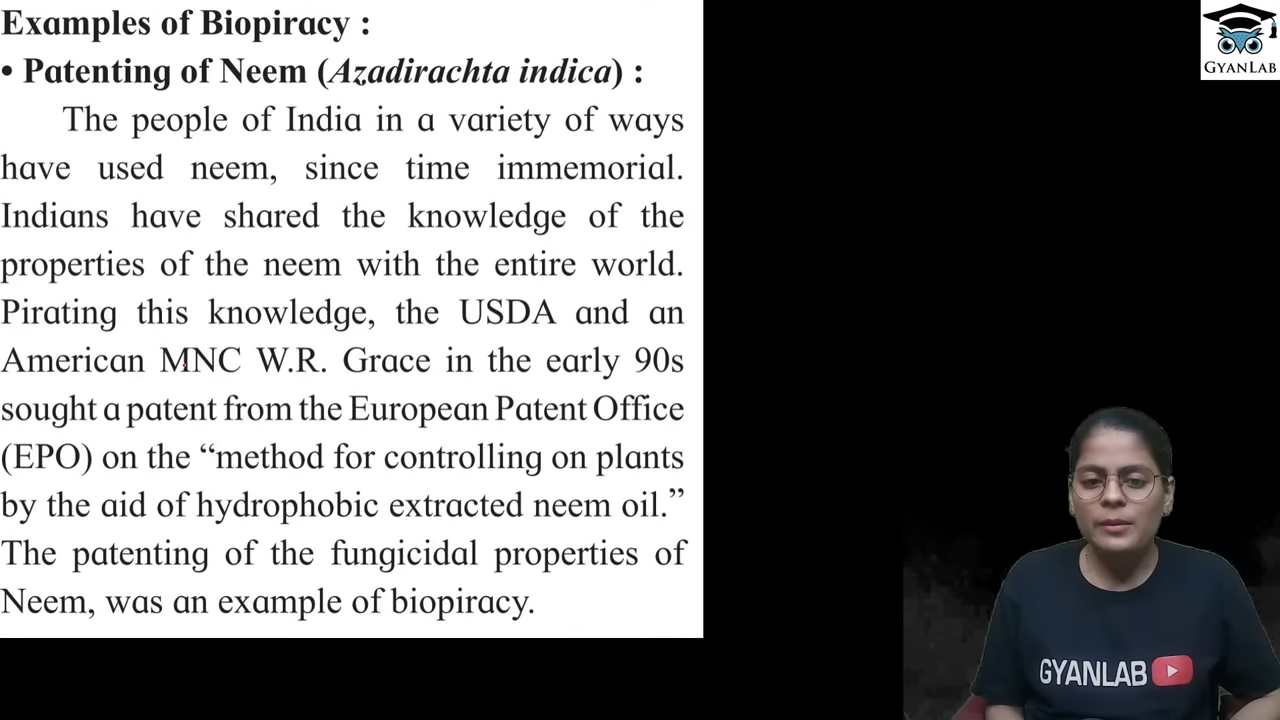 Examples of Biopiracy :
• Patenting of Neem (Azadirachta indica) :
The people of India in a variety of ways
have used neem, since time immemorial.
Indians have shared the knowledge of the
properties of the neem with the entire world.
Pirating this knowledge, the USDA and an
American MNC W.R. Grace in the early 90s
sought a patent from the European Patent Office
(EPO) on the “method for controlling on plants
by the aid of hydrophobic extracted neem oil.”
The patenting of the fungicidal properties of
Neem, was an example of biopiracy.
GYANLAB
GYANLAB